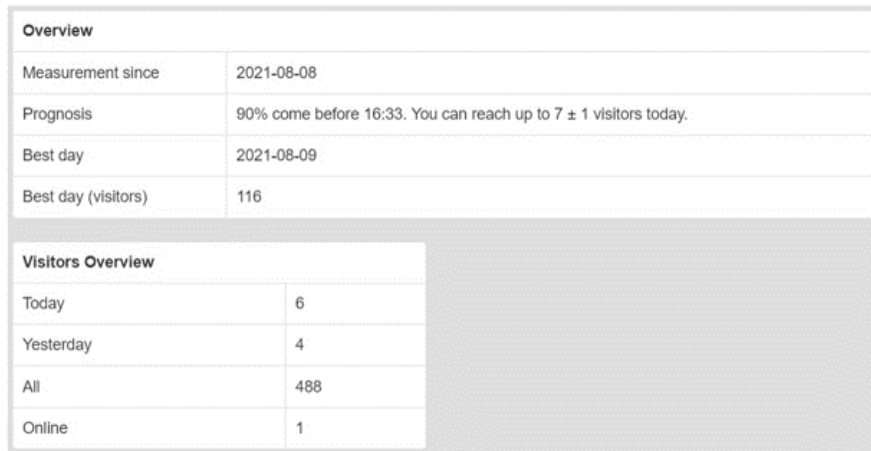 Overview
Measurement since 2021-08-08
Prognosis 90% come before 16:33. You can reach up to 7 ± 1 visitors today.
Best day 2021-08-09
Best day (visitors) 116
Visitors Overview
Today 6
Yesterday 4
All 488
Online 1